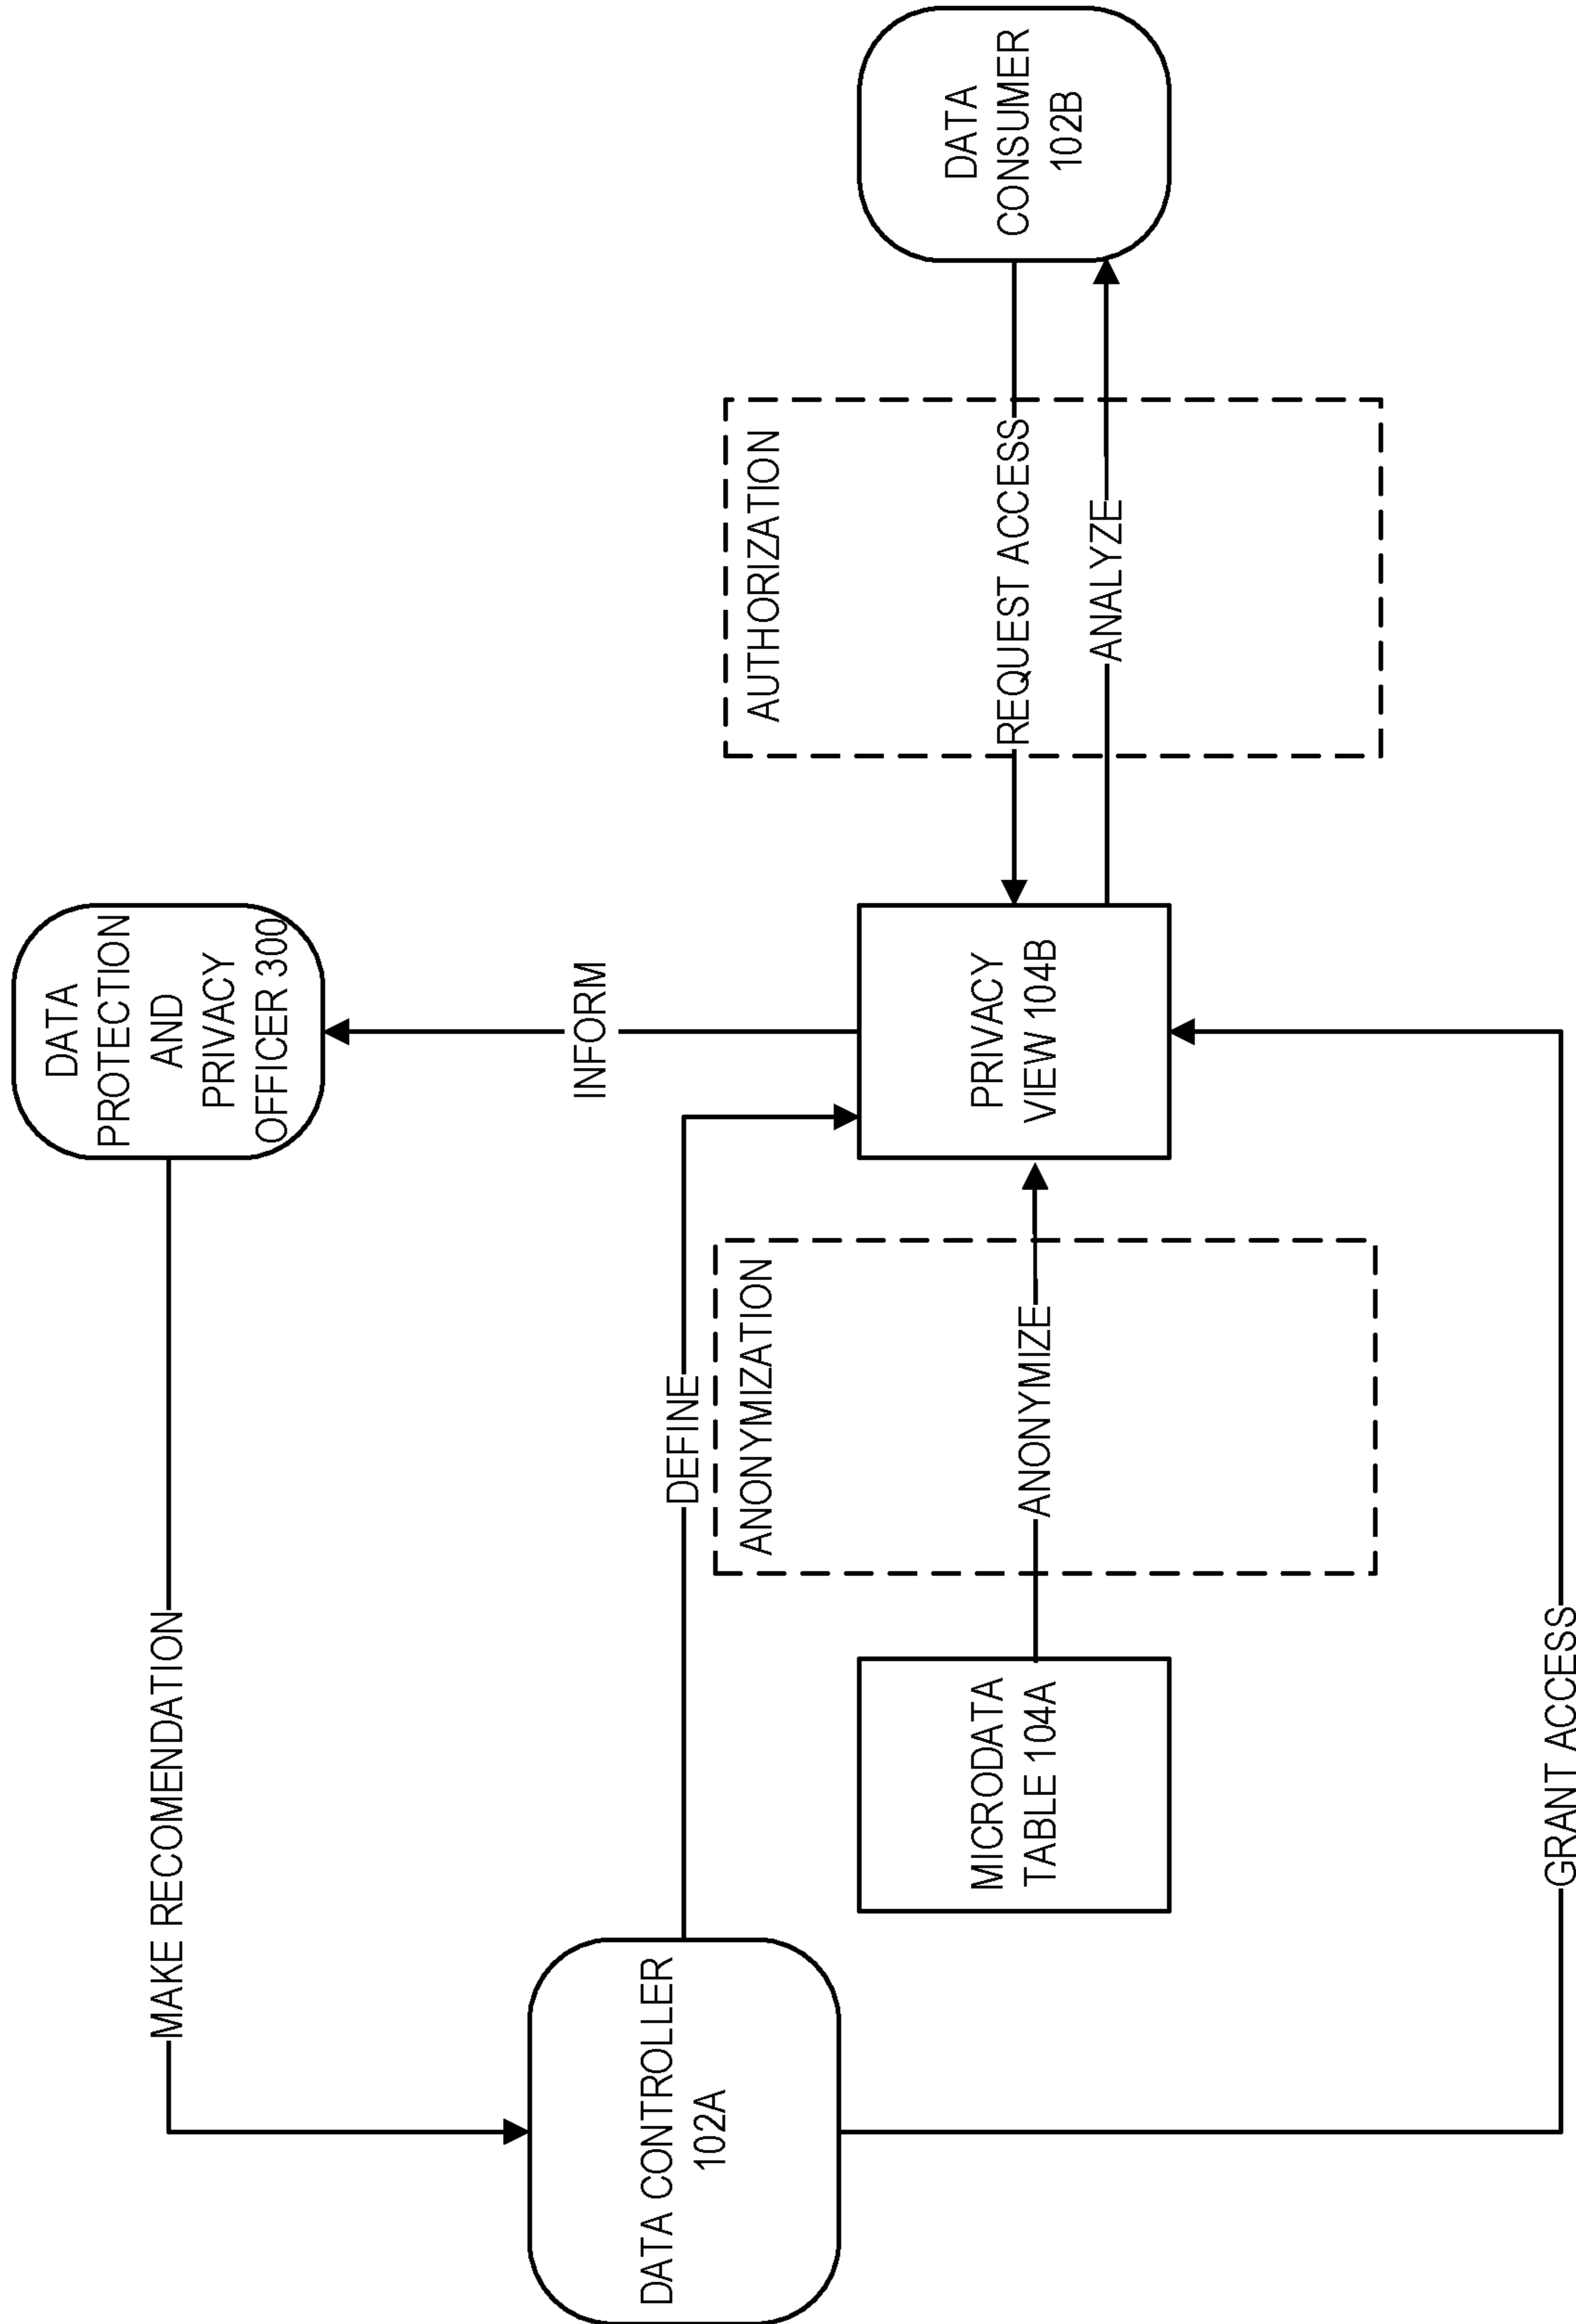 DATA
PROTECTION
AND
PRIVACY
OFFICER 300
MAKE RECOMENDATION
INFORM
DATA CONTROLLER
102A
DEFINE
ANONYMIZATION
AUTHORIZATION
MICRODATA
TABLE 104A
ANONYMIZE
PRIVACY
VIEW 104B
REQUEST ACCESS
ANALYZE
DATA
CONSUMER
102B
GRANT ACCESS